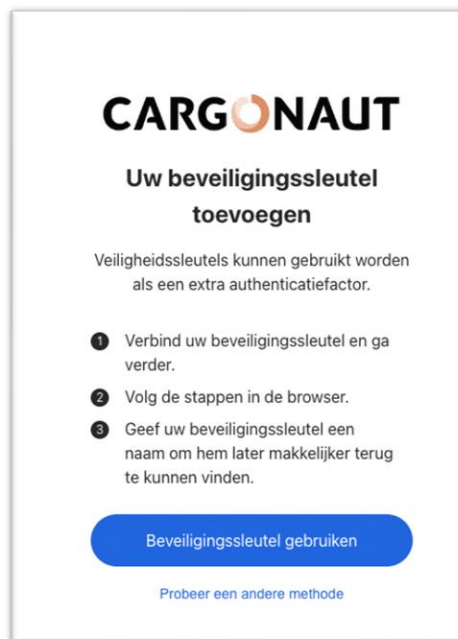 CARGONAUT
Uw beveiligingssleutel
toevoegen
Veiligheidssleutels kunnen gebruikt worden
als een extra authenticatiefactor.
1 Verbind uw beveiligingssleutel en ga
verder.
2 Volg de stappen in de browser.
3 Geef uw beveiligingssleutel een
naam om hem later makkelijker terug
te kunnen vinden.
Beveiligingssleutel gebruiken
Probeer een andere methode